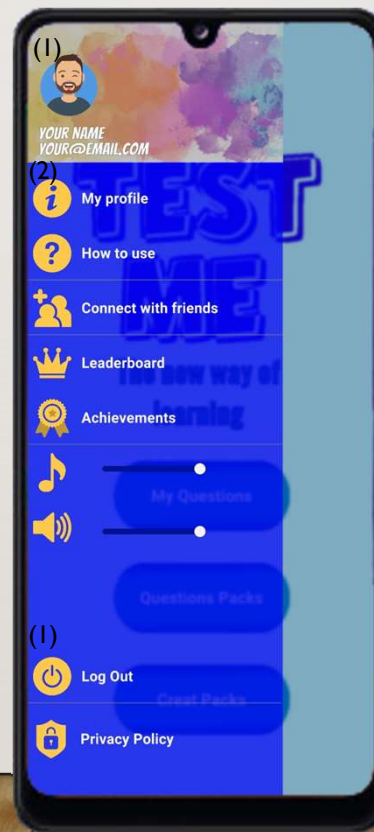 (1)
YOUR NAME
YOUR@EMAIL.COM
(2)
TEST
ME
The new way of
learning
My profile
How to use
Connect with friends
Leaderboard
Achievements
My Questions
Questions Packs
(1)
Log Out
Creat Packs
Privacy Policy